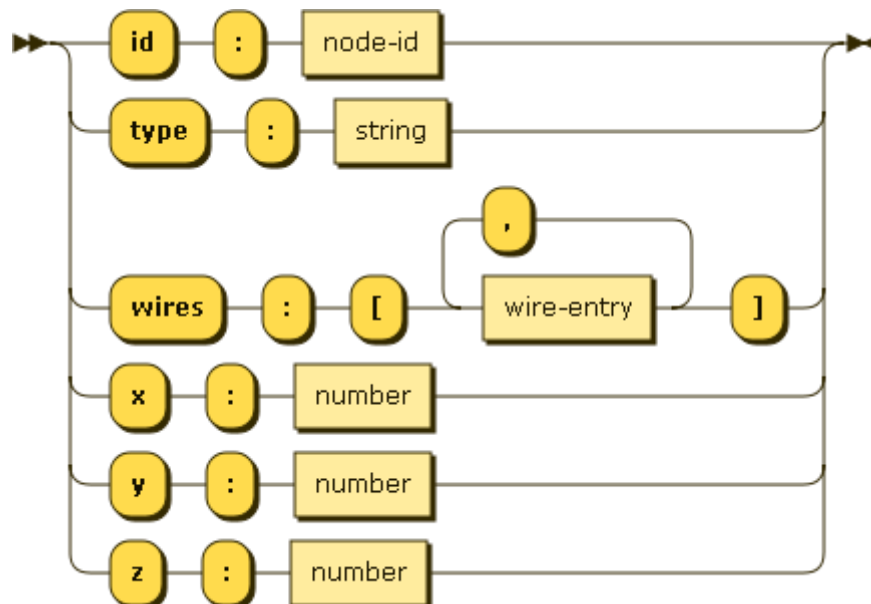 id : node-id
type : string
,
wires : [ wire-entry ]
x : number
y : number
z : number